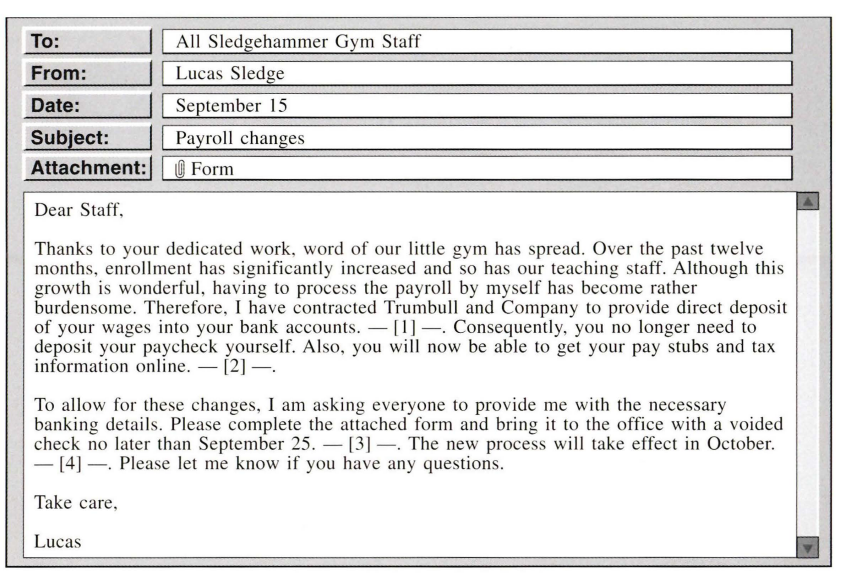 To: All Sledgehammer Gym Staff
From: Lucas Sledge
Date: September 15
Subject: Payroll changes
Attachment: Form
Dear Staff,
Thanks to your dedicated work, word of our little gym has spread. Over the past twelve
months, enrollment has significantly increased and so has our teaching staff. Although this
growth is wonderful, having to process the payroll by myself has become rather
burdensome. Therefore, I have contracted Trumbull and Company to provide direct deposit
of your wages into your bank accounts. — [1] —. Consequently, you no longer need to
deposit your paycheck yourself. Also, you will now be able to get your pay stubs and tax
information online. — [2] —.
To allow for these changes, I am asking everyone to provide me with the necessary
banking details. Please complete the attached form and bring it to the office with a voided
check no later than September 25. — [3] —. The new process will take effect in October.
— [4] —. Please let me know if you have any questions.
Take care,
Lucas